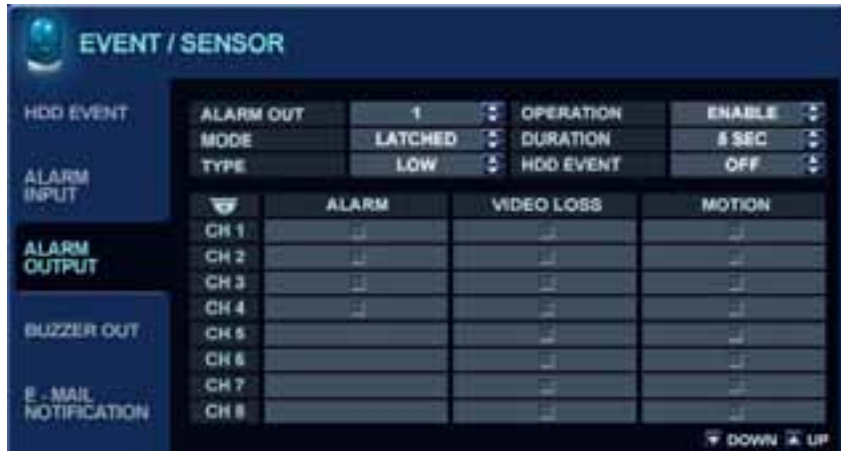 EVENT / SENSOR
HDD EVENT
ALARM INPUT
ALARM OUTPUT
BUZZER OUT
E - MAIL NOTIFICATION
ALARM OUT 1 OPERATION ENABLE
MODE LATCHED DURATION 5 SEC
TYPE LOW HDD EVENT OFF
ALARM VIDEO LOSS MOTION
CH 1
CH 2
CH 3
CH 4
CH 5
CH 6
CH 7
CH 8
DOWN UP